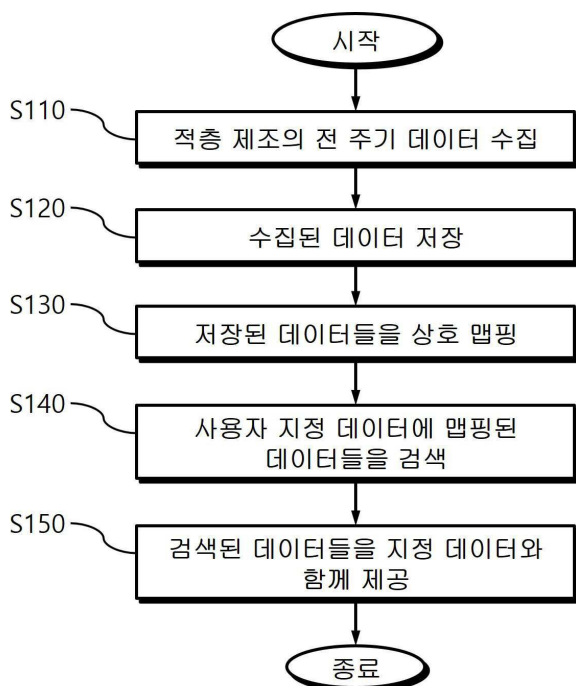 시작
S110
적층 제조의 전 주기 데이터 수집
S120
수집된 데이터 저장
S130
저장된 데이터들을 상호 맵핑
S140
사용자 지정 데이터에 맵핑된
데이터들을 검색
S150
검색된 데이터들을 지정 데이터와
함께 제공
종료